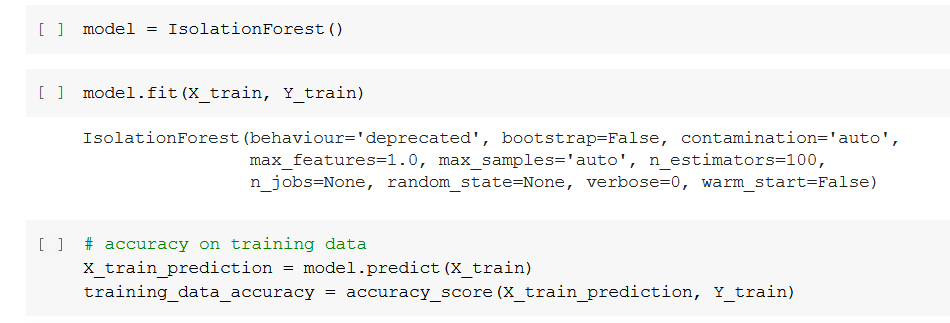 [ ] model = IsolationForest()
[ ] model.fit(X_train, Y_train)
IsolationForest(behaviour='deprecated', bootstrap=False, contamination='auto',
max_features=1.0, max_samples='auto', n_estimators=100,
n_jobs=None, random_state=None, verbose=0, warm_start=False)
[ ] # accuracy on training data
X_train_prediction = model.predict(X_train)
training_data_accuracy = accuracy_score(X_train_prediction, Y_train)